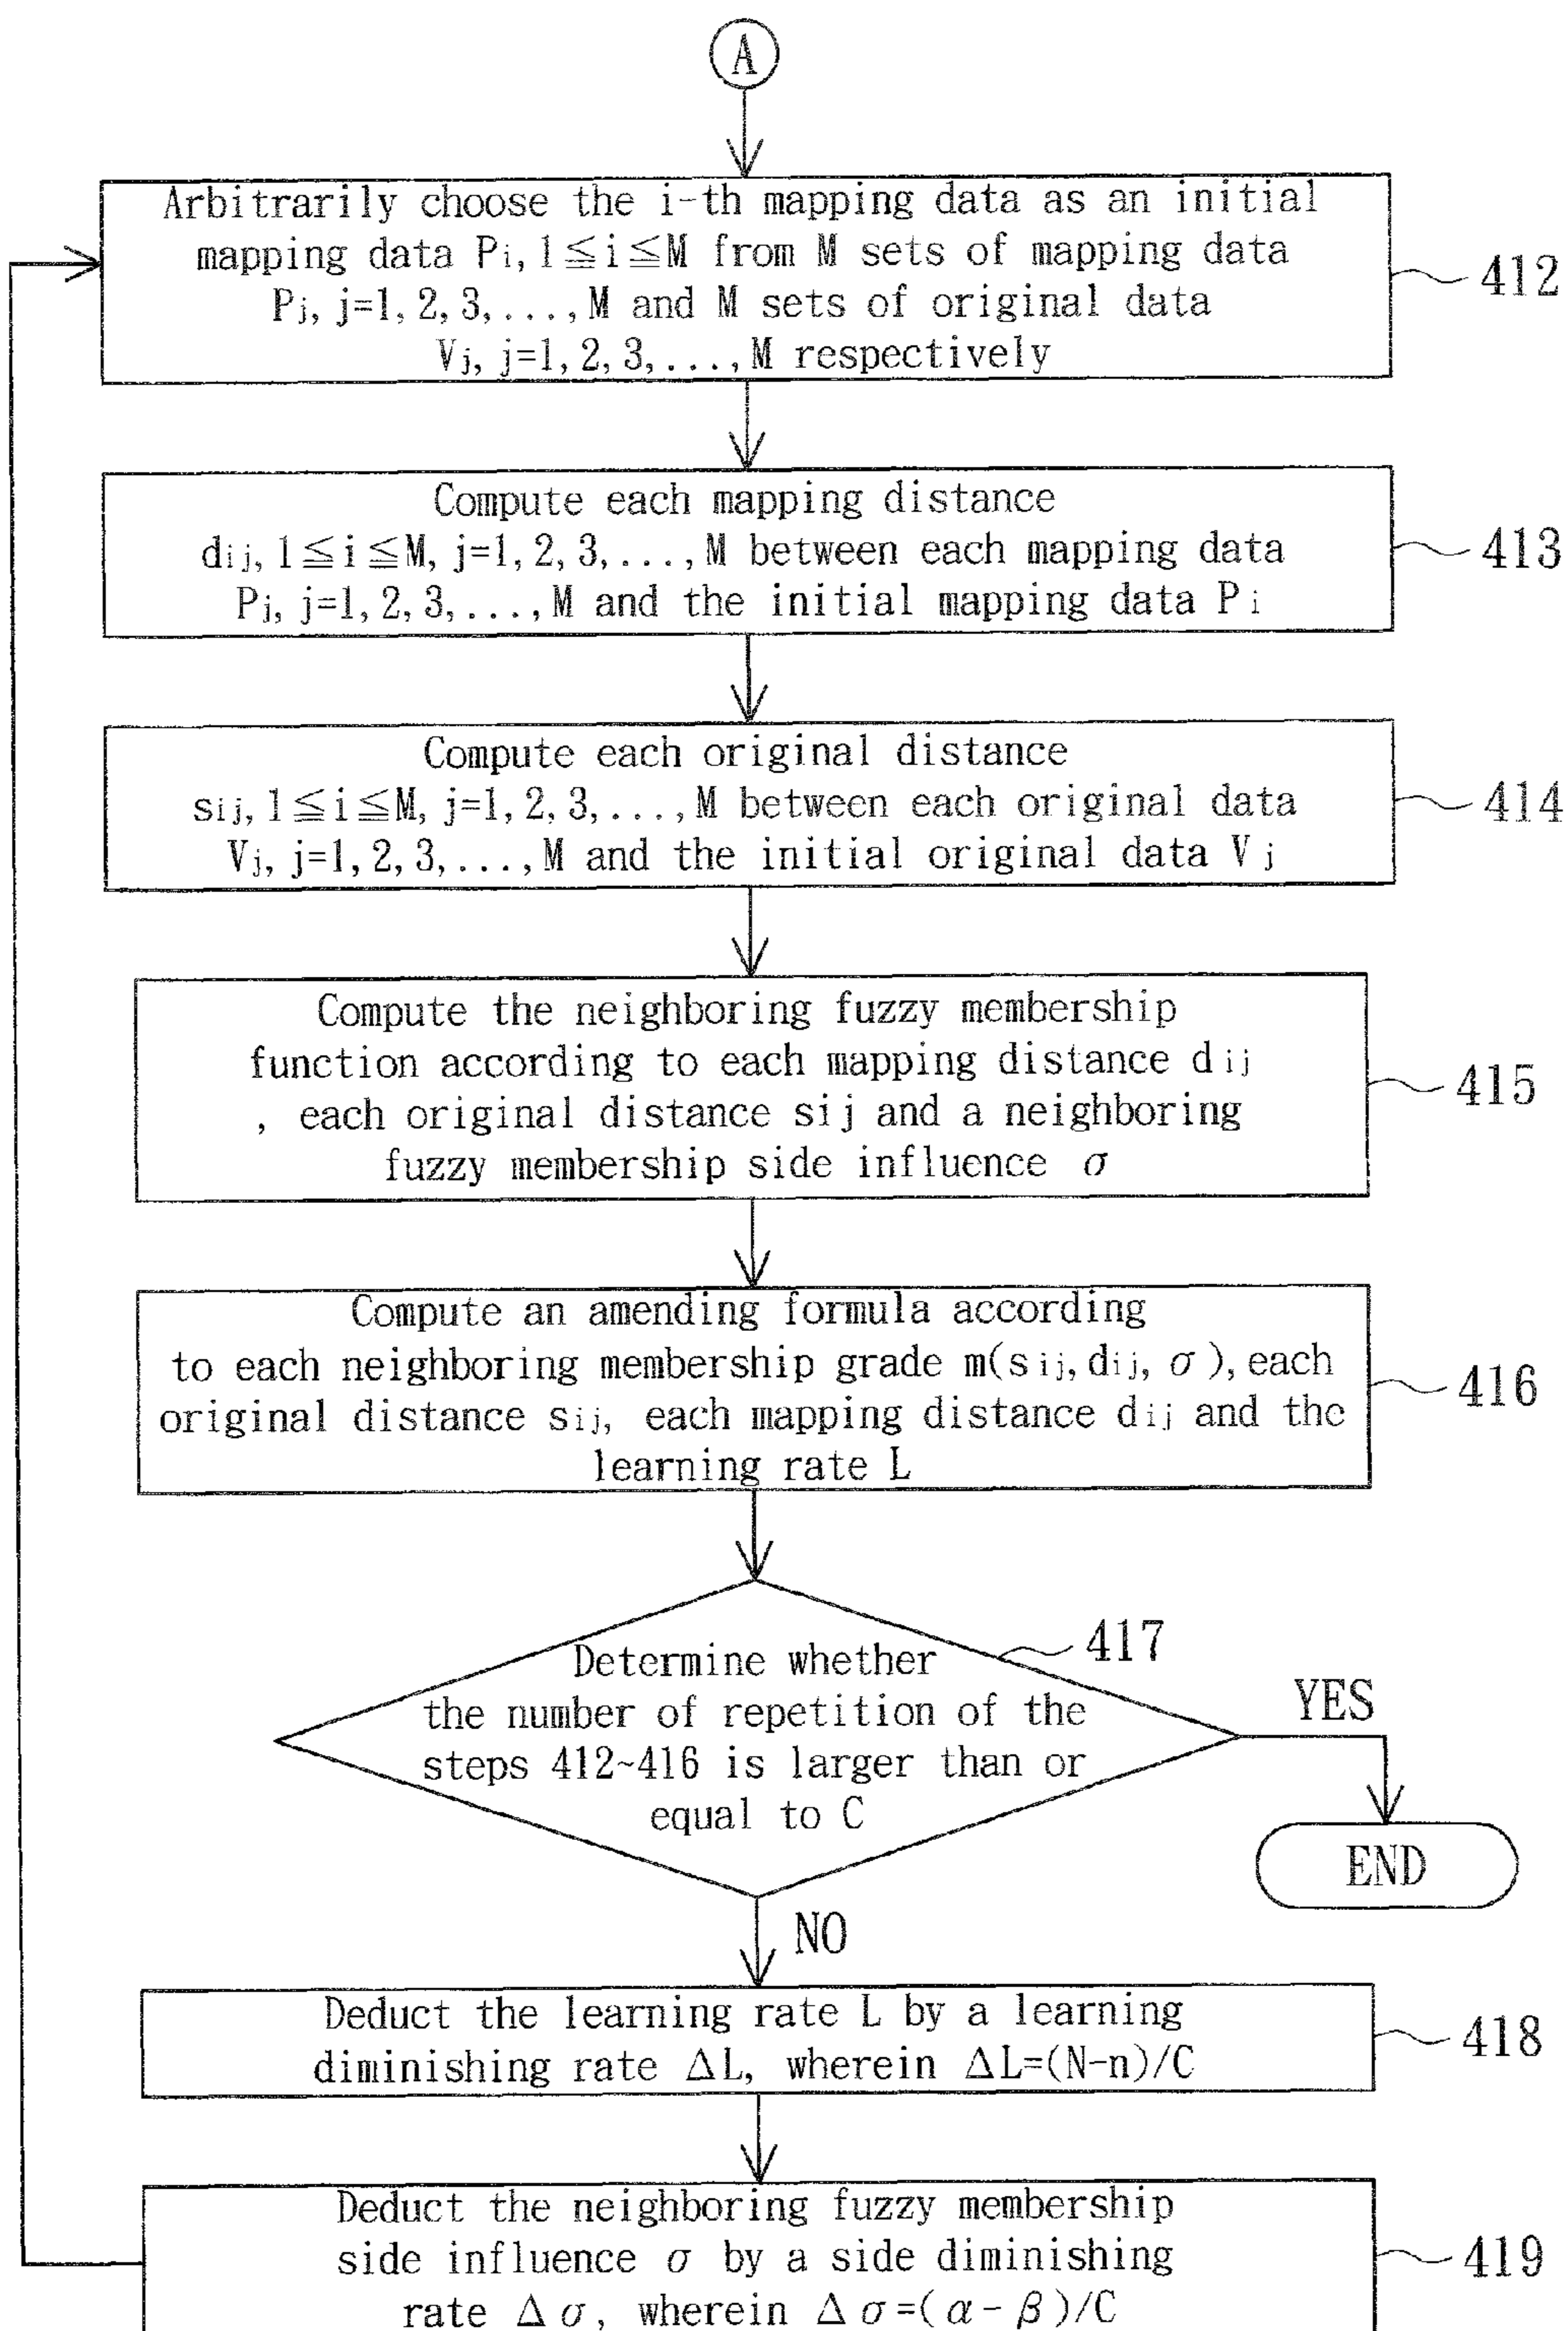 A
Arbitrarily choose the i-th mapping data as an initial
mapping data Pi, 1≦i≦M from M sets of mapping data
Pj, j=1, 2, 3, ..., M and M sets of original data
Vj, j=1, 2, 3, ..., M respectively
412
Compute each mapping distance
dij, 1≦i≦M, j=1, 2, 3, ..., M between each mapping data
Pj, j=1, 2, 3, ..., M and the initial mapping data Pi
413
Compute each original distance
sij, 1≦i≦M, j=1, 2, 3, ..., M between each original data
Vj, j=1, 2, 3, ..., M and the initial original data Vj
414
Compute the neighboring fuzzy membership
function according to each mapping distance dij
, each original distance sij and a neighboring
fuzzy membership side influence σ
415
Compute an amending formula according
to each neighboring membership grade m(sij, dij, σ), each
original distance sij, each mapping distance dij and the
learning rate L
416
417
Determine whether
the number of repetition of the
steps 412~416 is larger than or
equal to C
YES
END
NO
Deduct the learning rate L by a learning
diminishing rate ΔL, wherein ΔL=(N-n)/C
418
Deduct the neighboring fuzzy membership
side influence σ by a side diminishing
rate Δσ, wherein Δσ=(α-β)/C
419